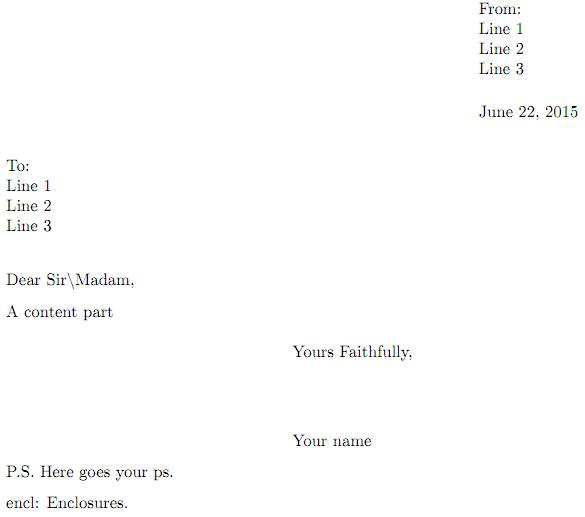 From:
Line 1
Line 2
Line 3
June 22, 2015
To:
Line 1
Line 2
Line 3
Dear Sir\Madam,
A content part
Yours Faithfully,
Your name
P.S. Here goes your ps.
encl: Enclosures.